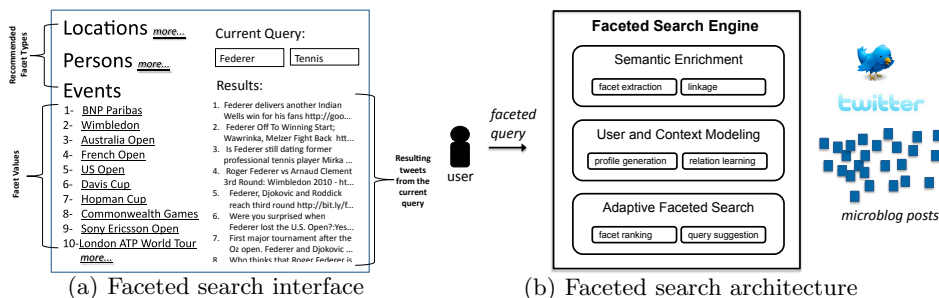 Recommended
Facet Types
Facet Values
Locations more...
Persons more...
Events
1- BNP Paribas
2- Wimbledon
3- Australia Open
4- French Open
5- US Open
6- Davis Cup
7- Hopman Cup
8- Commonwealth Games
9- Sony Ericsson Open
10-London ATP World Tour
more...
Current Query:
Federer Tennis
Results:
1. Federer delivers another Indian
Wells win for his fans http://goo...
2. Federer Off To Winning Start;
Wawrinka, Melzer Fight Back htt...
3. Is Federer still dating former
professional tennis player Mirka ...
4. Roger Federer vs Arnaud Clement
3rd Round: Wimbledon 2010 - ht...
5. Federer, Djokovic and Roddick
reach third round http://bit.ly/f...
6. Were you surprised when
Federer lost the U.S. Open?:Yes...
7. First major tournament after the
Oz open. Federer and Djokovic ...
8. Who thinks that Roger Federer is
Resulting
tweets
from the
current
query
(a) Faceted search interface
user
faceted
query
Faceted Search Engine
Semantic Enrichment
facet extraction linkage
User and Context Modeling
profile generation relation learning
Adaptive Faceted Search
facet ranking query suggestion
twitter
microblog posts
(b) Faceted search architecture